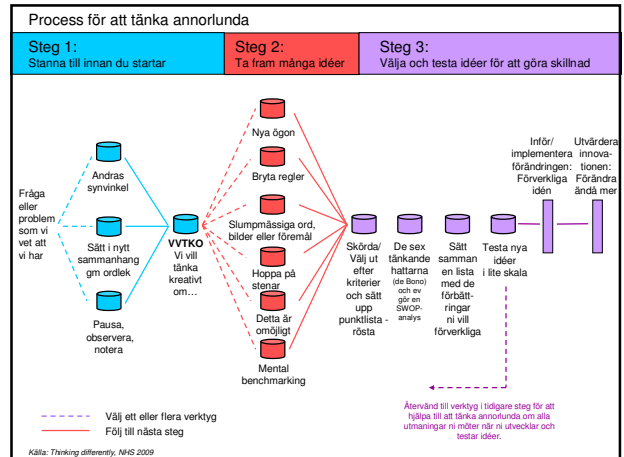 Process för att tänka annorlunda
Steg 1:
Stanna till innan du startar
Steg 2:
Ta fram många idéer
Steg 3:
Välja och testa idéer för att göra skillnad
Fråga
eller
problem
som vi
vet att
vi har
Andras
synvinkel
Sätt i nytt
sammanhang
gm ordlek
Pausa,
observera,
notera
VVTKO
Vi vill
tänka
kreativt
om…
Nya ögon
Bryta regler
Slumpmässiga ord,
bilder eller föremål
Hoppa på
stenar
Detta är
omöjligt
Mental
benchmarking
Skörda/
Välj ut
efter
kriterier
och sätt
upp
punktlista -
rösta
De sex
tänkande
hattarna
(de Bono)
och ev
gör en
SWOP-
analys
Sätt
samman
en lista
med de
förbätt-
ringar
ni vill
förverkliga
Testa nya
idéer
i lite skala
Inför/
implementera
förändringen:
Förverkliga
idén
Utvärdera
innova-
tionen:
Förändra
ändå mer
Återvänd till verktyg i tidigare steg för att
hjälpa till att tänka annorlunda om alla
utmaningar ni möter när ni utvecklar och
testar idéer.
Välj ett eller flera verktyg
Följ till nästa steg
Källa: Thinking differently, NHS 2009